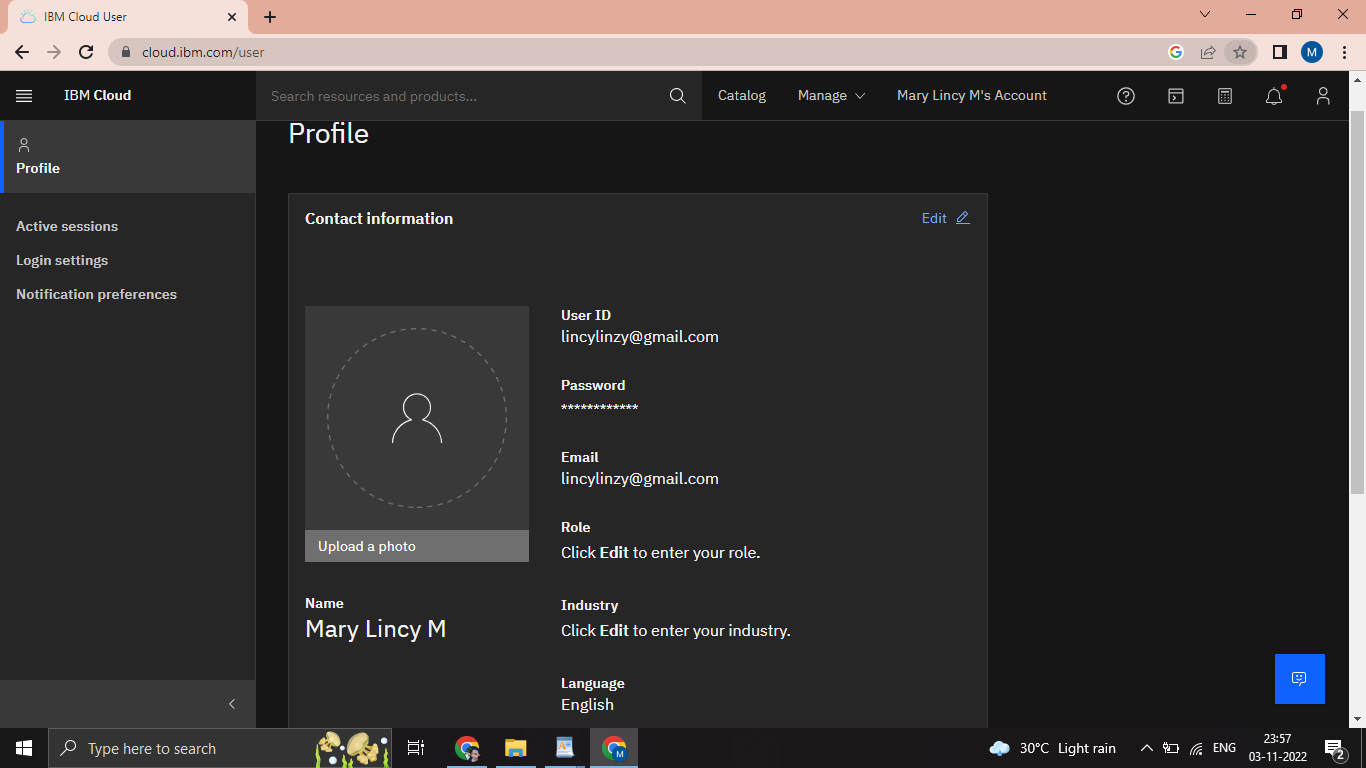 IBM Cloud User
cloud.ibm.com/user
M
IBM Cloud
Search resources and products...
Catalog
Manage
Mary Lincy M's Account
Profile
Active sessions
Login settings
Notification preferences
Profile
Contact information
Edit
Upload a photo
Name
Mary Lincy M
User ID
lincylinzy@gmail.com
Password
************
Email
lincylinzy@gmail.com
Role
Click Edit to enter your role.
Industry
Click Edit to enter your industry.
Language
English
Type here to search
M
30°C Light rain
ENG
23:57
03-11-2022
2